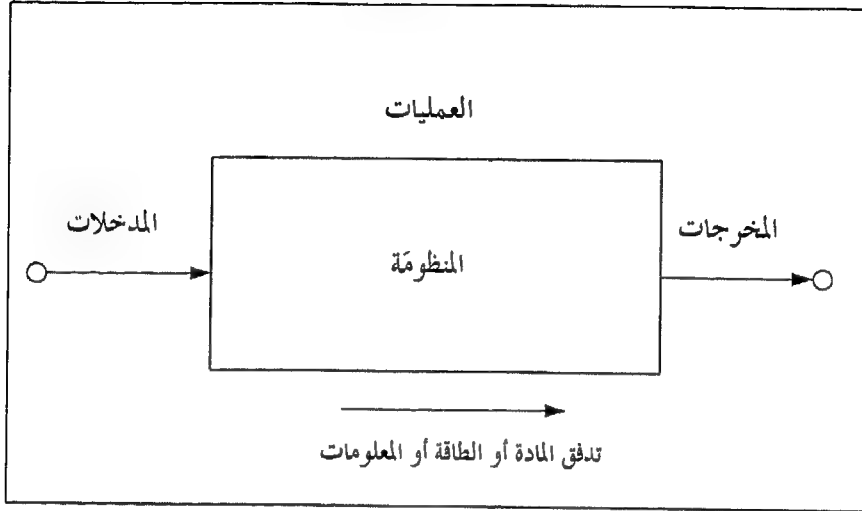 العمليات
المدخلات
المخرجات
المنظومَة
تدفق المادة أو الطاقة أو المعلومات